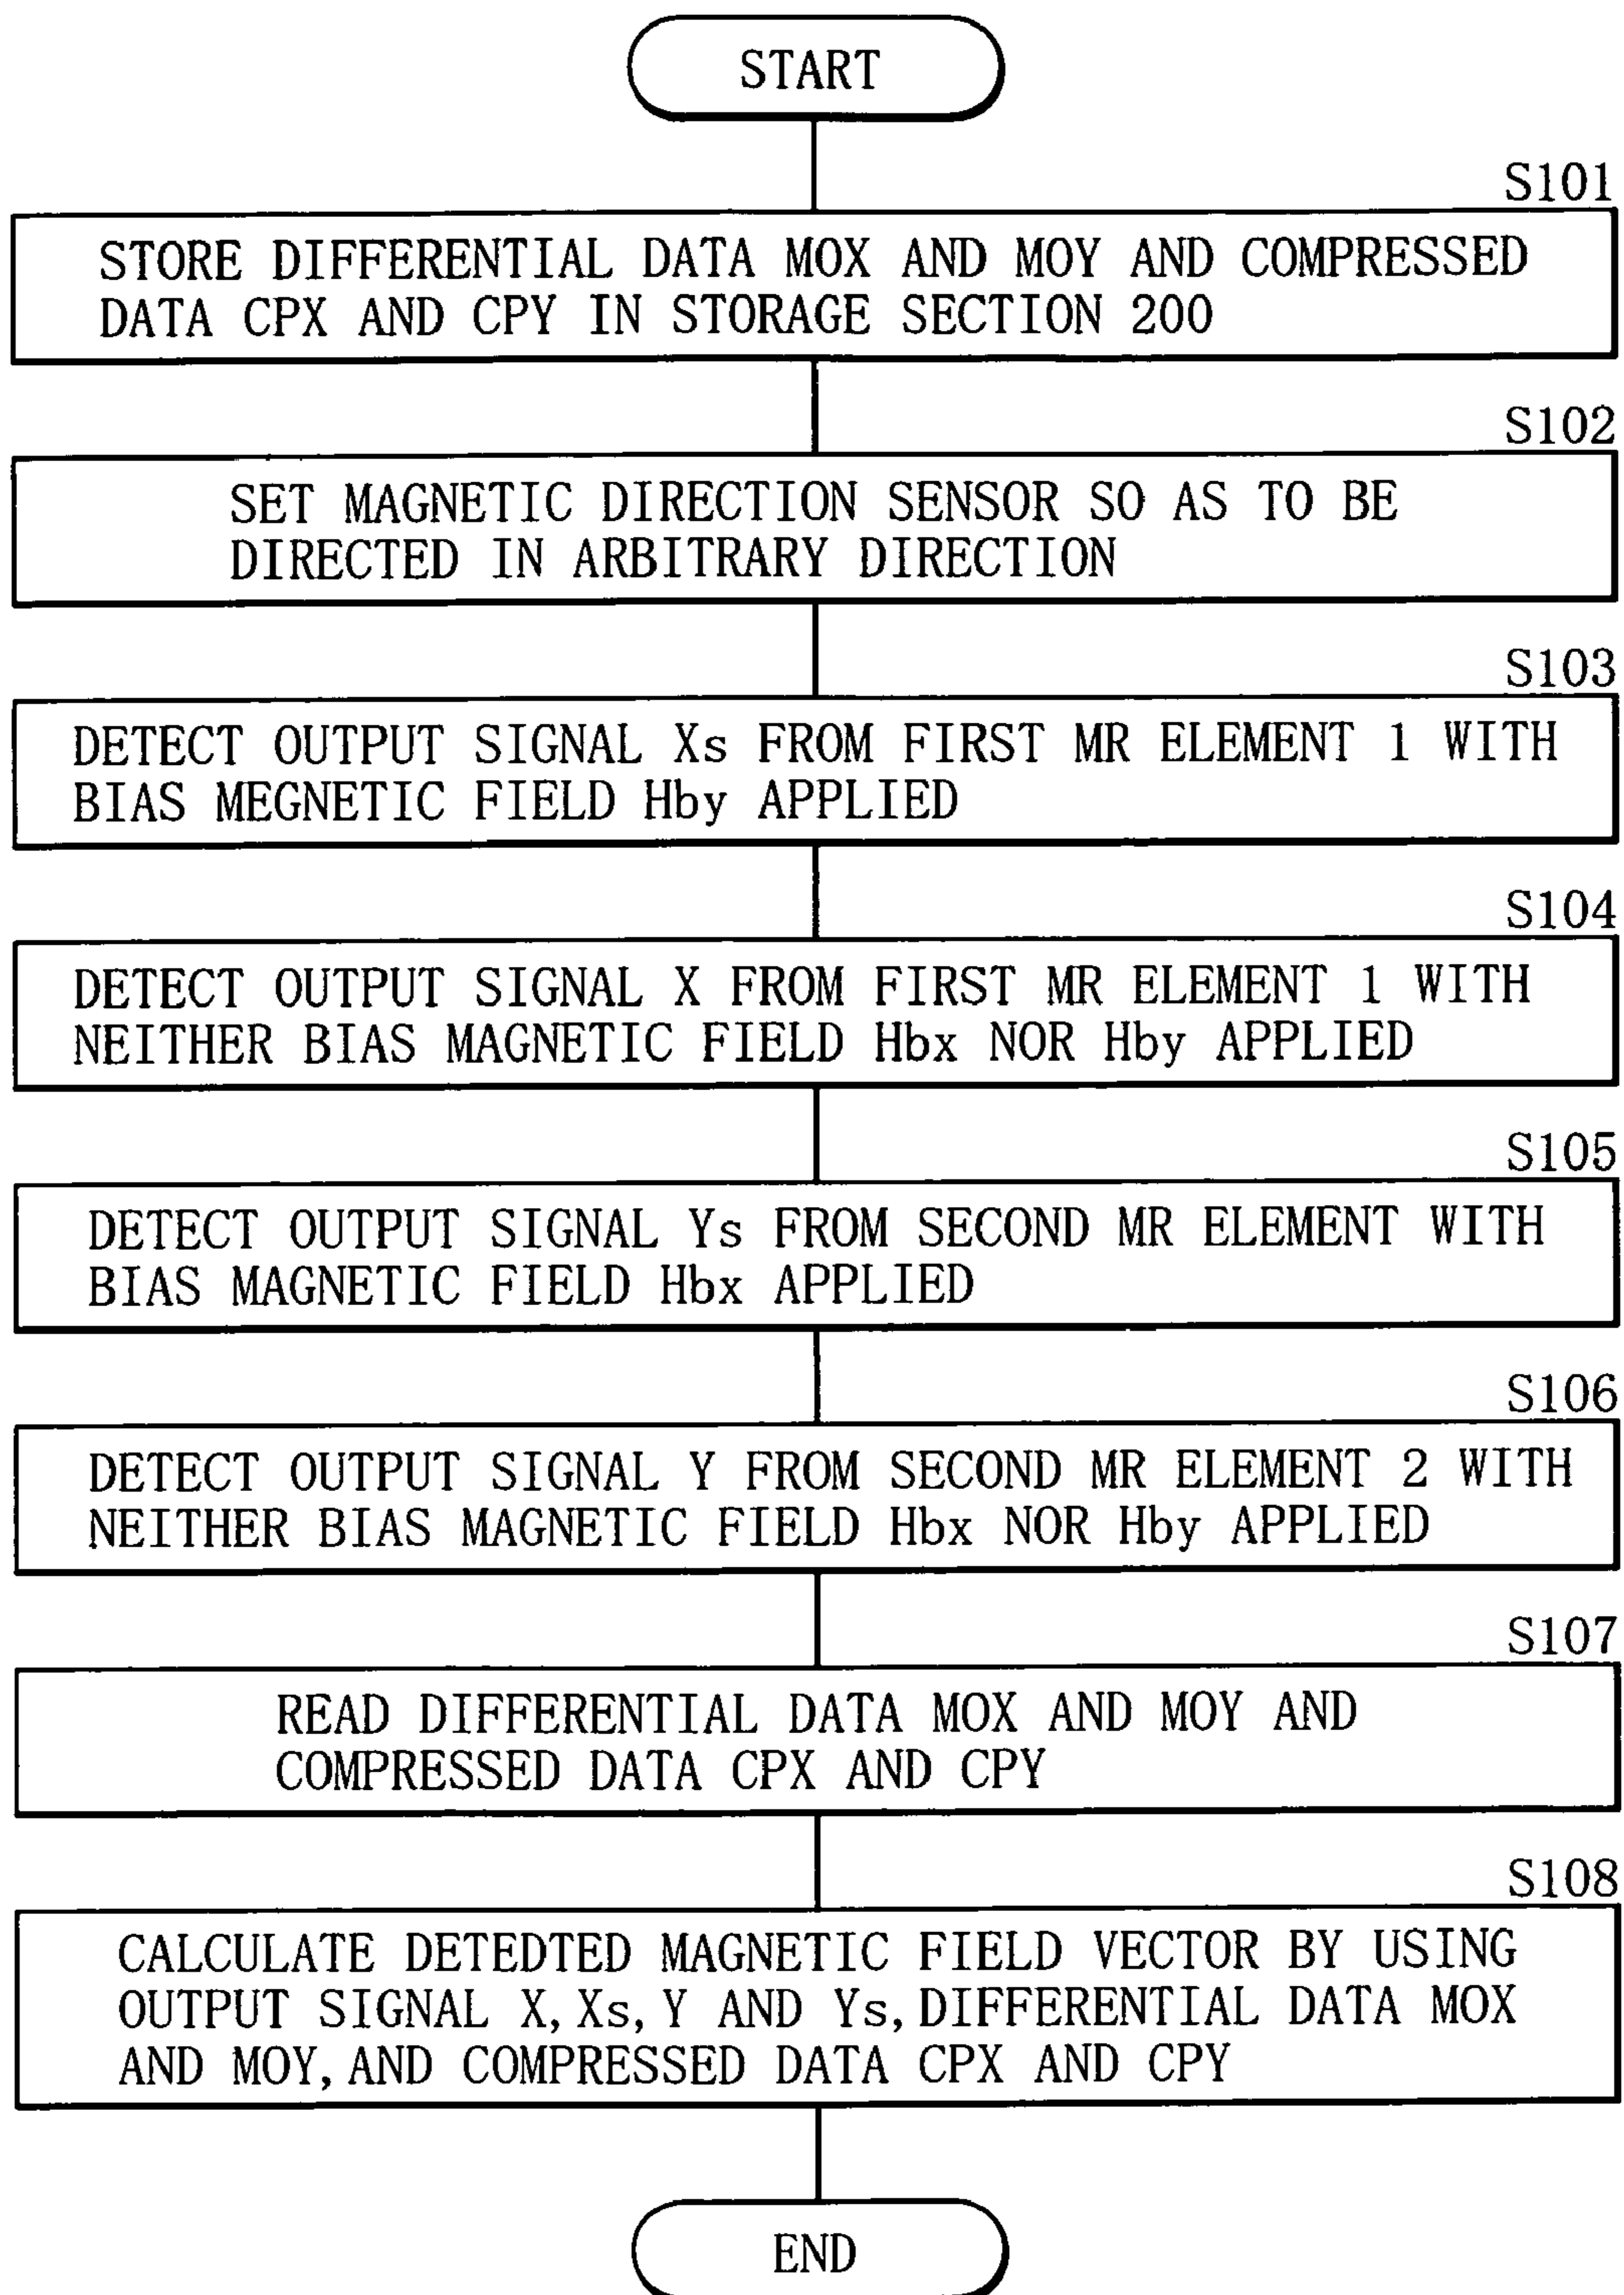 START
S101
STORE DIFFERENTIAL DATA MOX AND MOY AND COMPRESSED
DATA CPX AND CPY IN STORAGE SECTION 200
S102
SET MAGNETIC DIRECTION SENSOR SO AS TO BE
DIRECTED IN ARBITRARY DIRECTION
S103
DETECT OUTPUT SIGNAL Xs FROM FIRST MR ELEMENT 1 WITH
BIAS MEGNETIC FIELD Hby APPLIED
S104
DETECT OUTPUT SIGNAL X FROM FIRST MR ELEMENT 1 WITH
NEITHER BIAS MAGNETIC FIELD Hbx NOR Hby APPLIED
S105
DETECT OUTPUT SIGNAL Ys FROM SECOND MR ELEMENT WITH
BIAS MAGNETIC FIELD Hbx APPLIED
S106
DETECT OUTPUT SIGNAL Y FROM SECOND MR ELEMENT 2 WITH
NEITHER BIAS MAGNETIC FIELD Hbx NOR Hby APPLIED
S107
READ DIFFERENTIAL DATA MOX AND MOY AND
COMPRESSED DATA CPX AND CPY
S108
CALCULATE DETEDTED MAGNETIC FIELD VECTOR BY USING
OUTPUT SIGNAL X, Xs, Y AND Ys, DIFFERENTIAL DATA MOX
AND MOY, AND COMPRESSED DATA CPX AND CPY
END